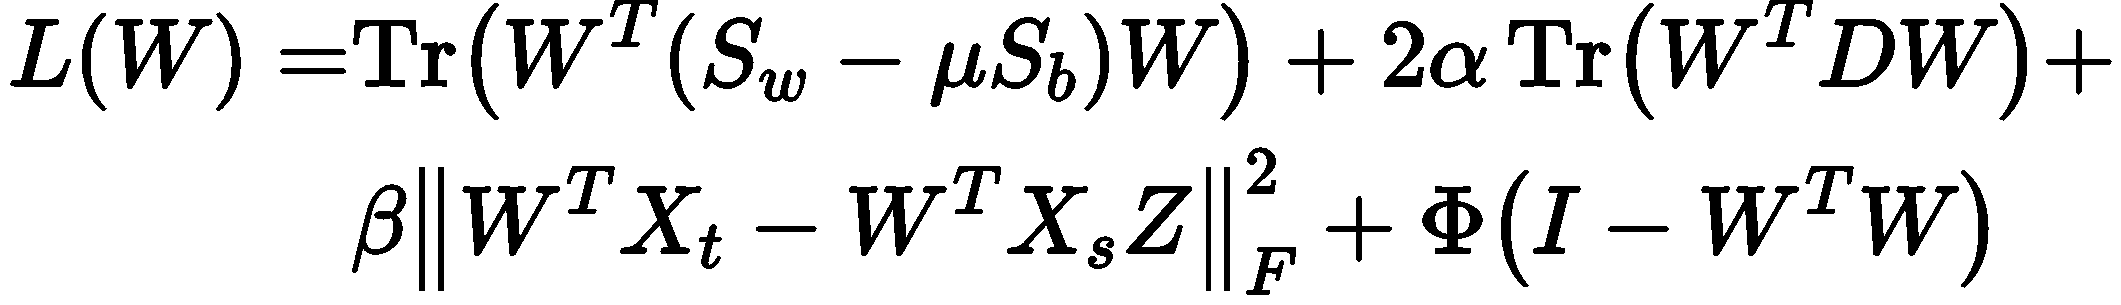 L(W) = Tr(W^T(S_w − μS_b)W) + 2α Tr(W^T DW) +
β‖W^T X_t − W^T X_s Z‖_F^2 + Φ(I − W^T W)